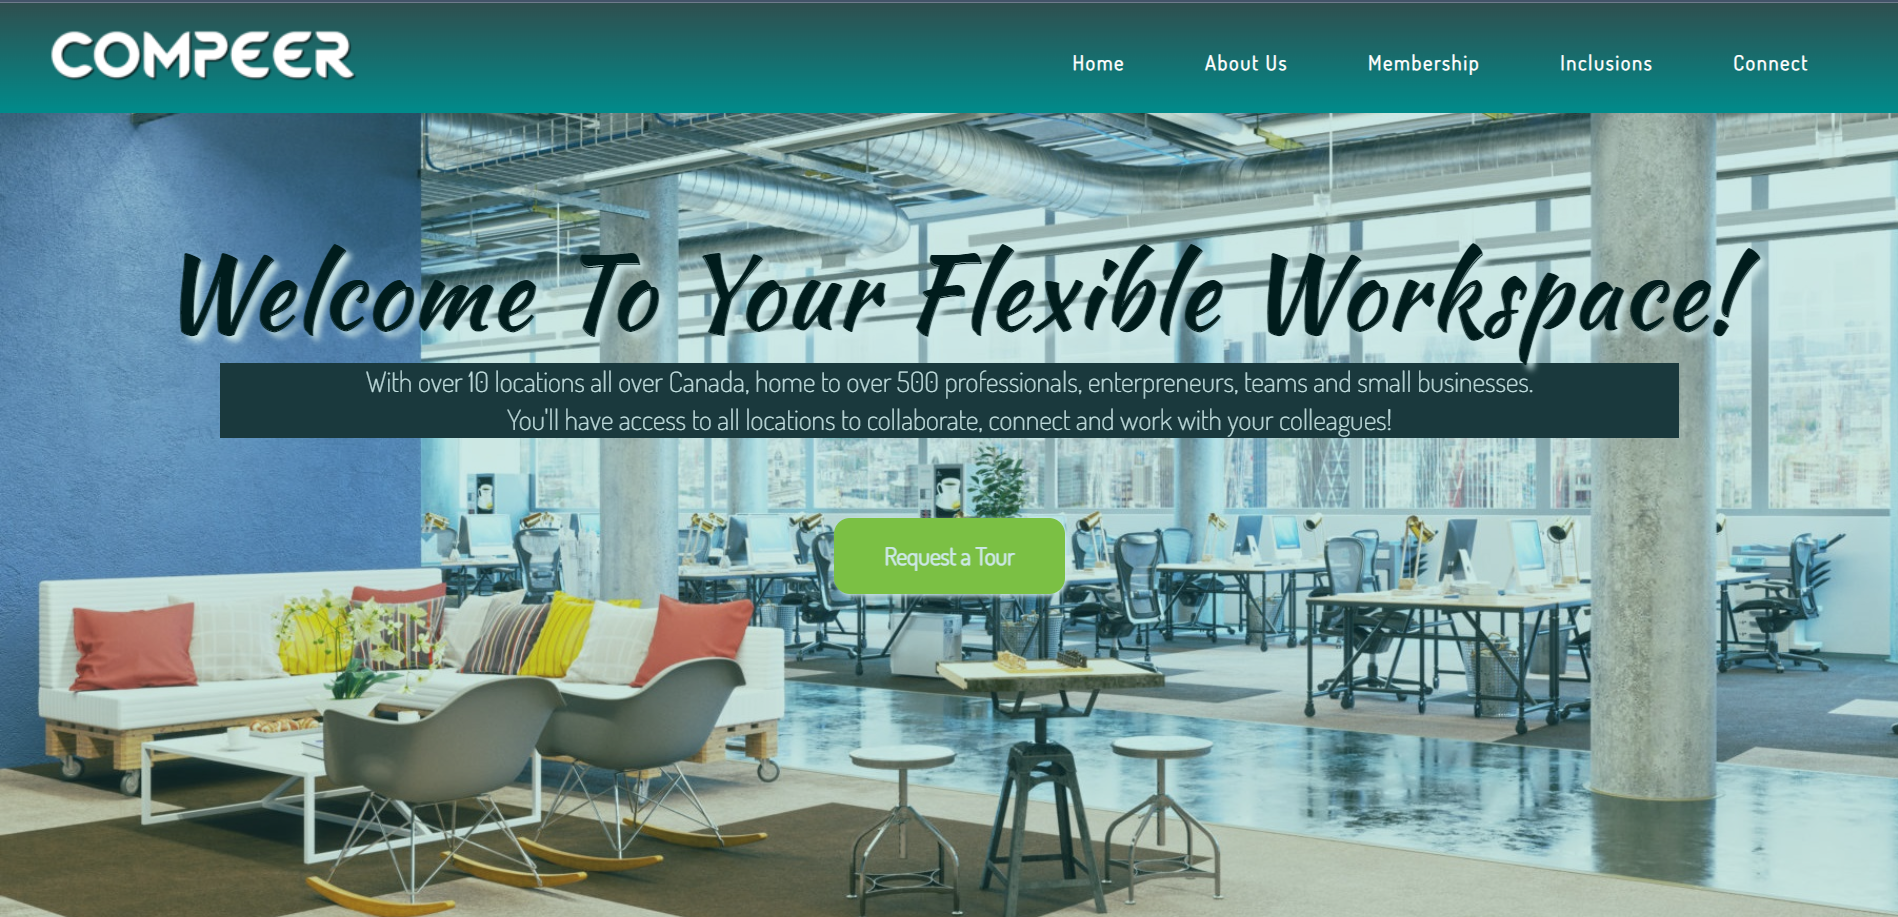 COMPEER
Home About Us Membership Inclusions Connect
Welcome To Your Flexible Workspace!
With over 10 locations all over Canada, home to over 500 professionals, enterpreneurs, teams and small businesses.
You'll have access to all locations to collaborate, connect and work with your colleagues!
Request a Tour